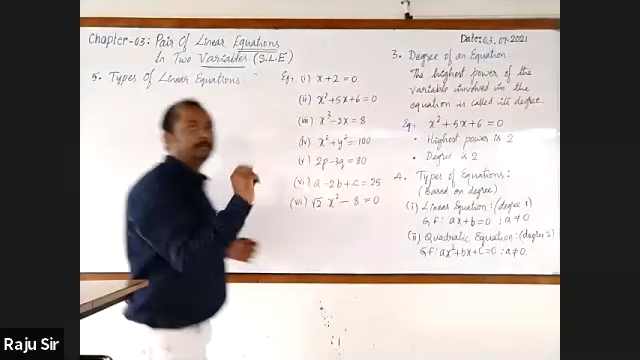 Chapter-03: Pair Of Linear Equations
In Two Variables (S.L.E)
5. Types Of Linear Equations
Eg. (i) x + 2 = 0
(ii) x² + 5x + 6 = 0
(iii) x³ - 2x = 8
(iv) x² + y² = 100
(v) 2p - 3q = 80
(vi) a - 2b + c = 25
(vii) √2 x² - 8 = 0
Date: 03.07.2021
3. Degree of an Equation
The highest power of the
variable involved in the
equation is called its degree.
Eg. x² + 5x + 6 = 0
• Highest power is 2
• Degree is 2
4. Types of Equations:
(Based on degree)
(i) Linear Equation: (degree 1)
G.f: ax + b = 0 ; a ≠ 0
(ii) Quadratic Equation: (degree 2)
G.f: ax² + bx + c = 0 ; a ≠ 0
Raju Sir